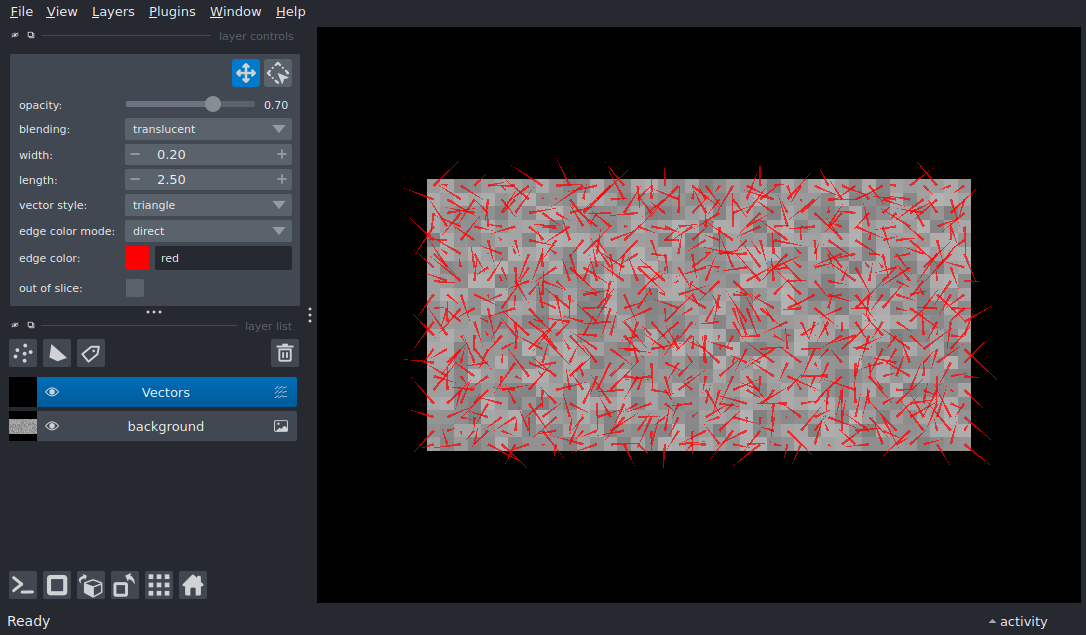 File View Layers Plugins Window Help
layer controls
opacity: 0.70
blending: translucent
width: 0.20
length: 2.50
vector style: triangle
edge color mode: direct
edge color: red
out of slice:
layer list
Vectors
background
Ready
activity